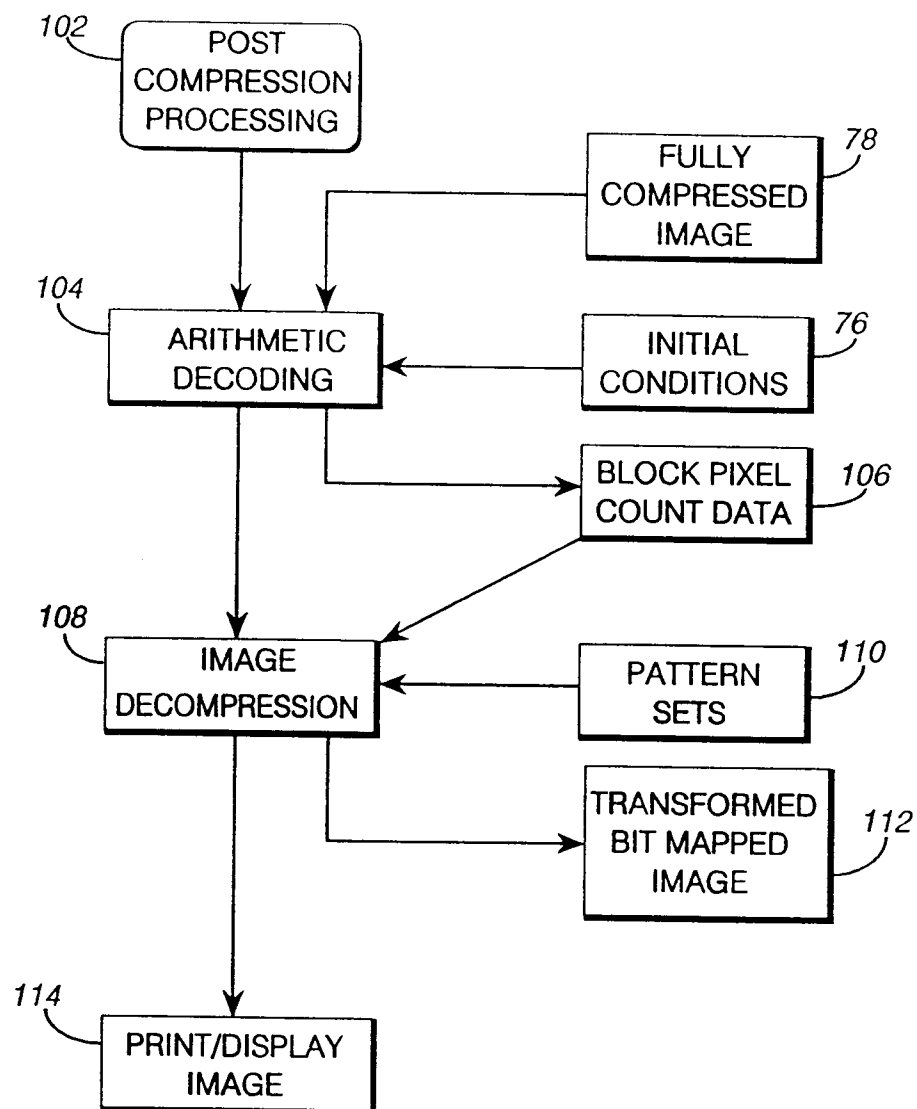 102
POST
COMPRESSION
PROCESSING
78
FULLY
COMPRESSED
IMAGE
104
ARITHMETIC
DECODING
76
INITIAL
CONDITIONS
BLOCK PIXEL
COUNT DATA
106
108
IMAGE
DECOMPRESSION
PATTERN
SETS
110
TRANSFORMED
BIT MAPPED
IMAGE
112
114
PRINT/DISPLAY
IMAGE